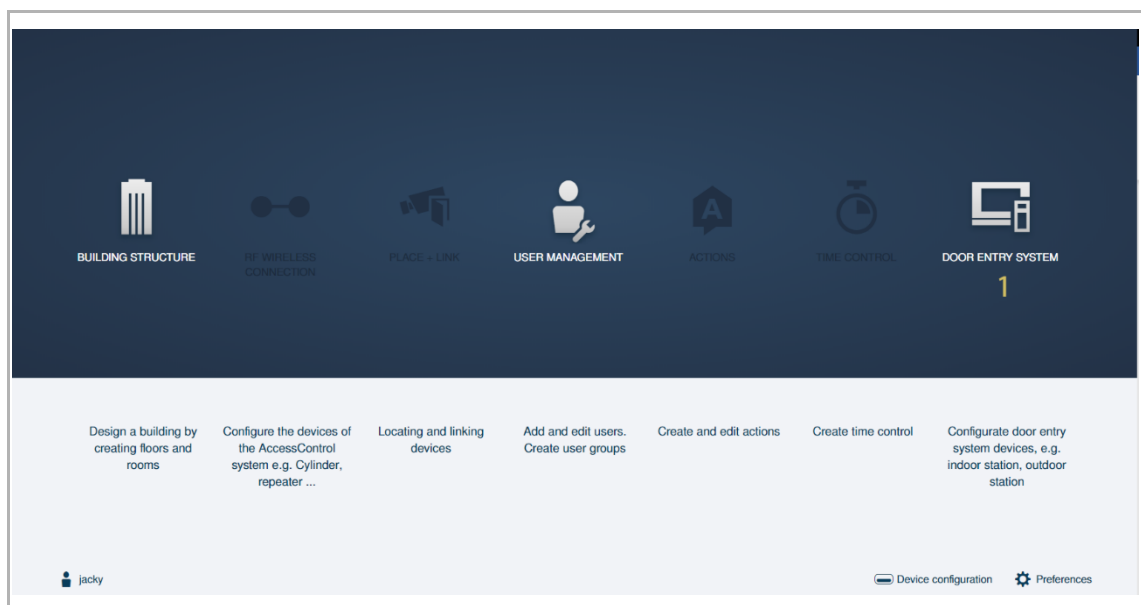 BUILDING STRUCTURE
RF WIRELESS
CONNECTION
PLACE + LINK
USER MANAGEMENT
ACTIONS
TIME CONTROL
DOOR ENTRY SYSTEM
1
Design a building by
creating floors and
rooms
Configure the devices of
the AccessControl
system e.g. Cylinder,
repeater ...
Locating and linking
devices
Add and edit users.
Create user groups
Create and edit actions
Create time control
Configurate door entry
system devices, e.g.
indoor station, outdoor
station
jacky
Device configuration
Preferences